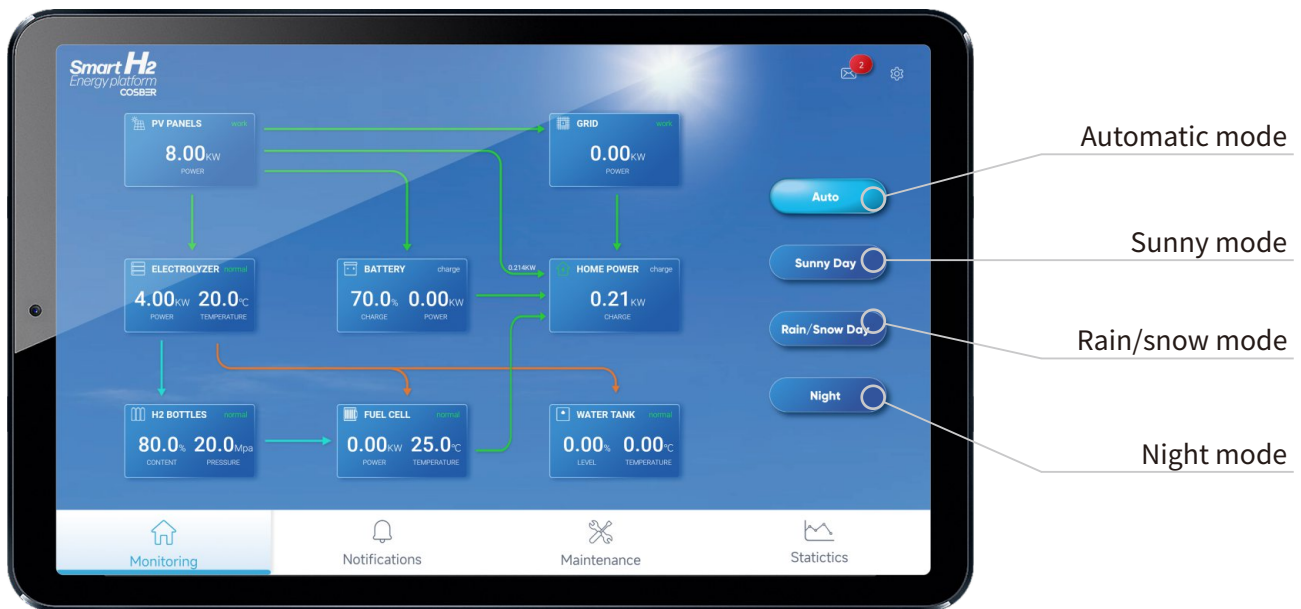 Smart H2
Energy platform
COSBER
2
PV PANELS work
8.00KW
POWER
GRID work
0.00KW
POWER
ELECTROLYZER normal
4.00KW 20.0°C
POWER TEMPERATURE
BATTERY charge
70.0% 0.00KW
CHARGE POWER
0.214KW
HOME POWER charge
0.21KW
CHARGE
H2 BOTTLES normal
80.0% 20.0Mpa
CONTENT PRESSURE
FUEL CELL normal
0.00KW 25.0°C
POWER TEMPERATURE
WATER TANK normal
0.00% 0.00°C
LEVEL TEMPERATURE
Auto
Sunny Day
Rain/Snow Day
Night
Monitoring
Notifications
Maintenance
Statictics
Automatic mode
Sunny mode
Rain/snow mode
Night mode